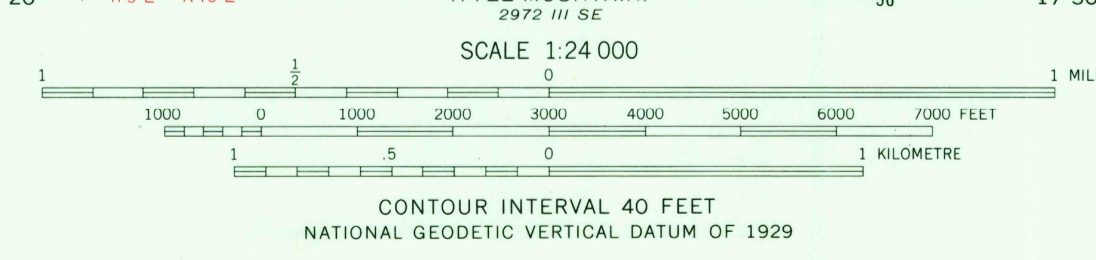 2972 III SE
SCALE 1:24 000
1 1/2 0 1
1000 0 1000 2000 3000 4000 5000 6000 7000 FEET
1 .5 0 1 KILOMETRE
CONTOUR INTERVAL 40 FEET
NATIONAL GEODETIC VERTICAL DATUM OF 1929